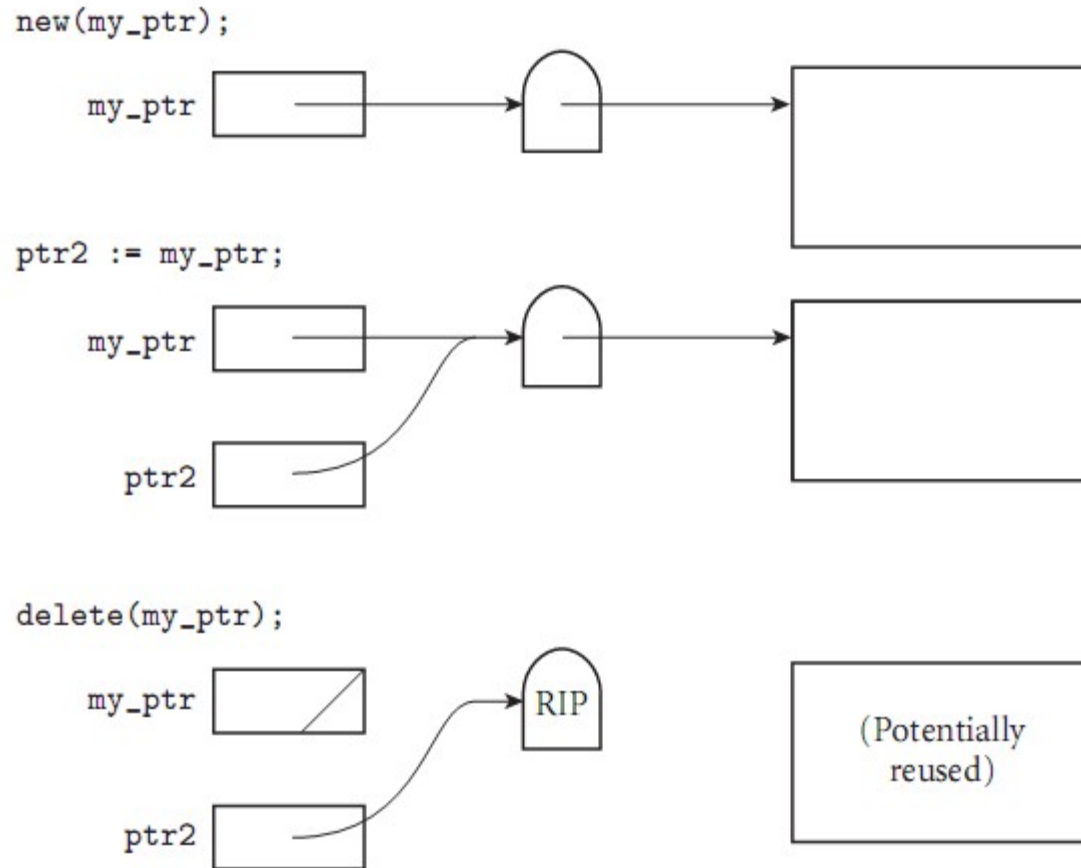 new(my_ptr);
my_ptr
ptr2 := my_ptr;
my_ptr
ptr2
delete(my_ptr);
my_ptr
RIP
(Potentially
reused)
ptr2